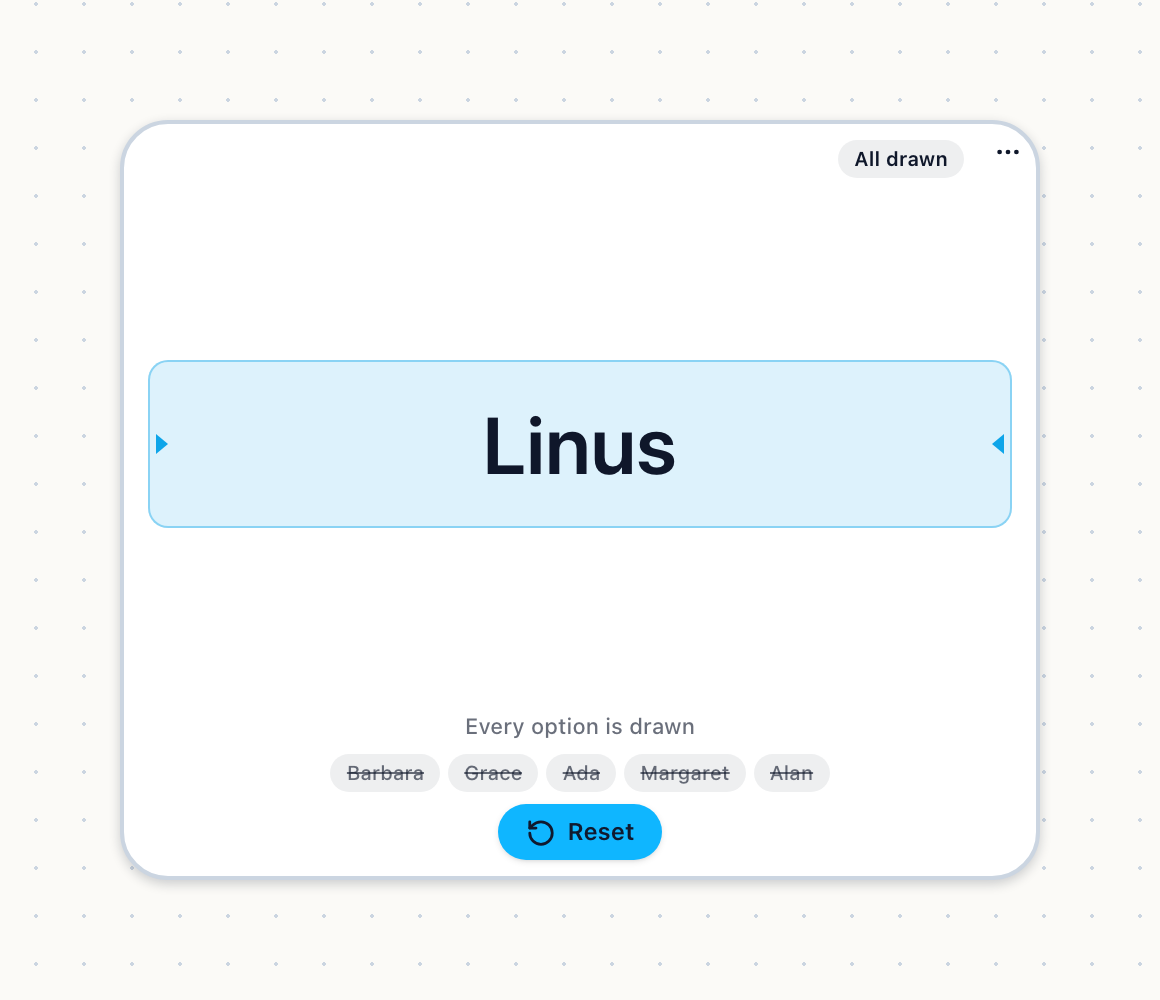 All drawn
Linus
Every option is drawn
Barbara Grace Ada Margaret Alan
Reset